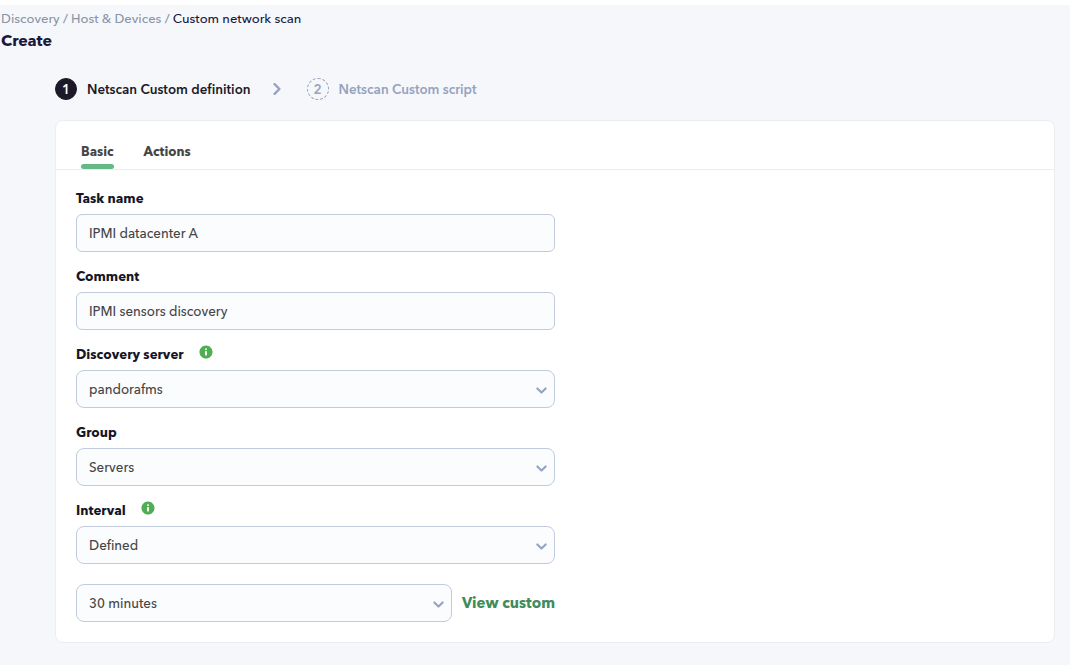 Discovery / Host & Devices / Custom network scan
Create
1 Netscan Custom definition > 2 Netscan Custom script
Basic Actions
Task name
IPMI datacenter A
Comment
IPMI sensors discovery
Discovery server
pandorafms
Group
Servers
Interval
Defined
30 minutes View custom